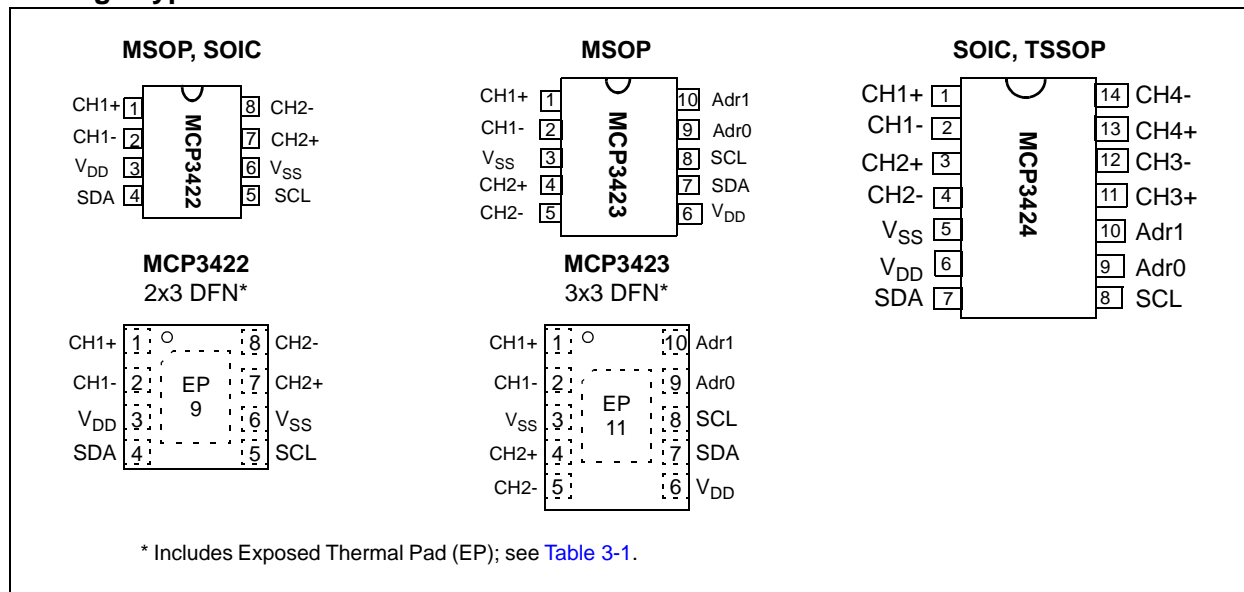 MSOP, SOIC
CH1+ 1
CH1- 2
VDD 3
SDA 4
MCP3422
8 CH2-
7 CH2+
6 VSS
5 SCL
MSOP
CH1+ 1
CH1- 2
VSS 3
CH2+ 4
CH2- 5
MCP3423
10 Adr1
9 Adr0
8 SCL
7 SDA
6 VDD
SOIC, TSSOP
CH1+ 1
CH1- 2
CH2+ 3
CH2- 4
VSS 5
VDD 6
SDA 7
MCP3424
14 CH4-
13 CH4+
12 CH3-
11 CH3+
10 Adr1
9 Adr0
8 SCL
MCP3422
2x3 DFN*
CH1+ 1
CH1- 2
VDD 3
SDA 4
EP
9
8 CH2-
7 CH2+
6 VSS
5 SCL
MCP3423
3x3 DFN*
CH1+ 1
CH1- 2
VSS 3
CH2+ 4
CH2- 5
EP
11
10 Adr1
9 Adr0
8 SCL
7 SDA
6 VDD
* Includes Exposed Thermal Pad (EP); see Table 3-1.